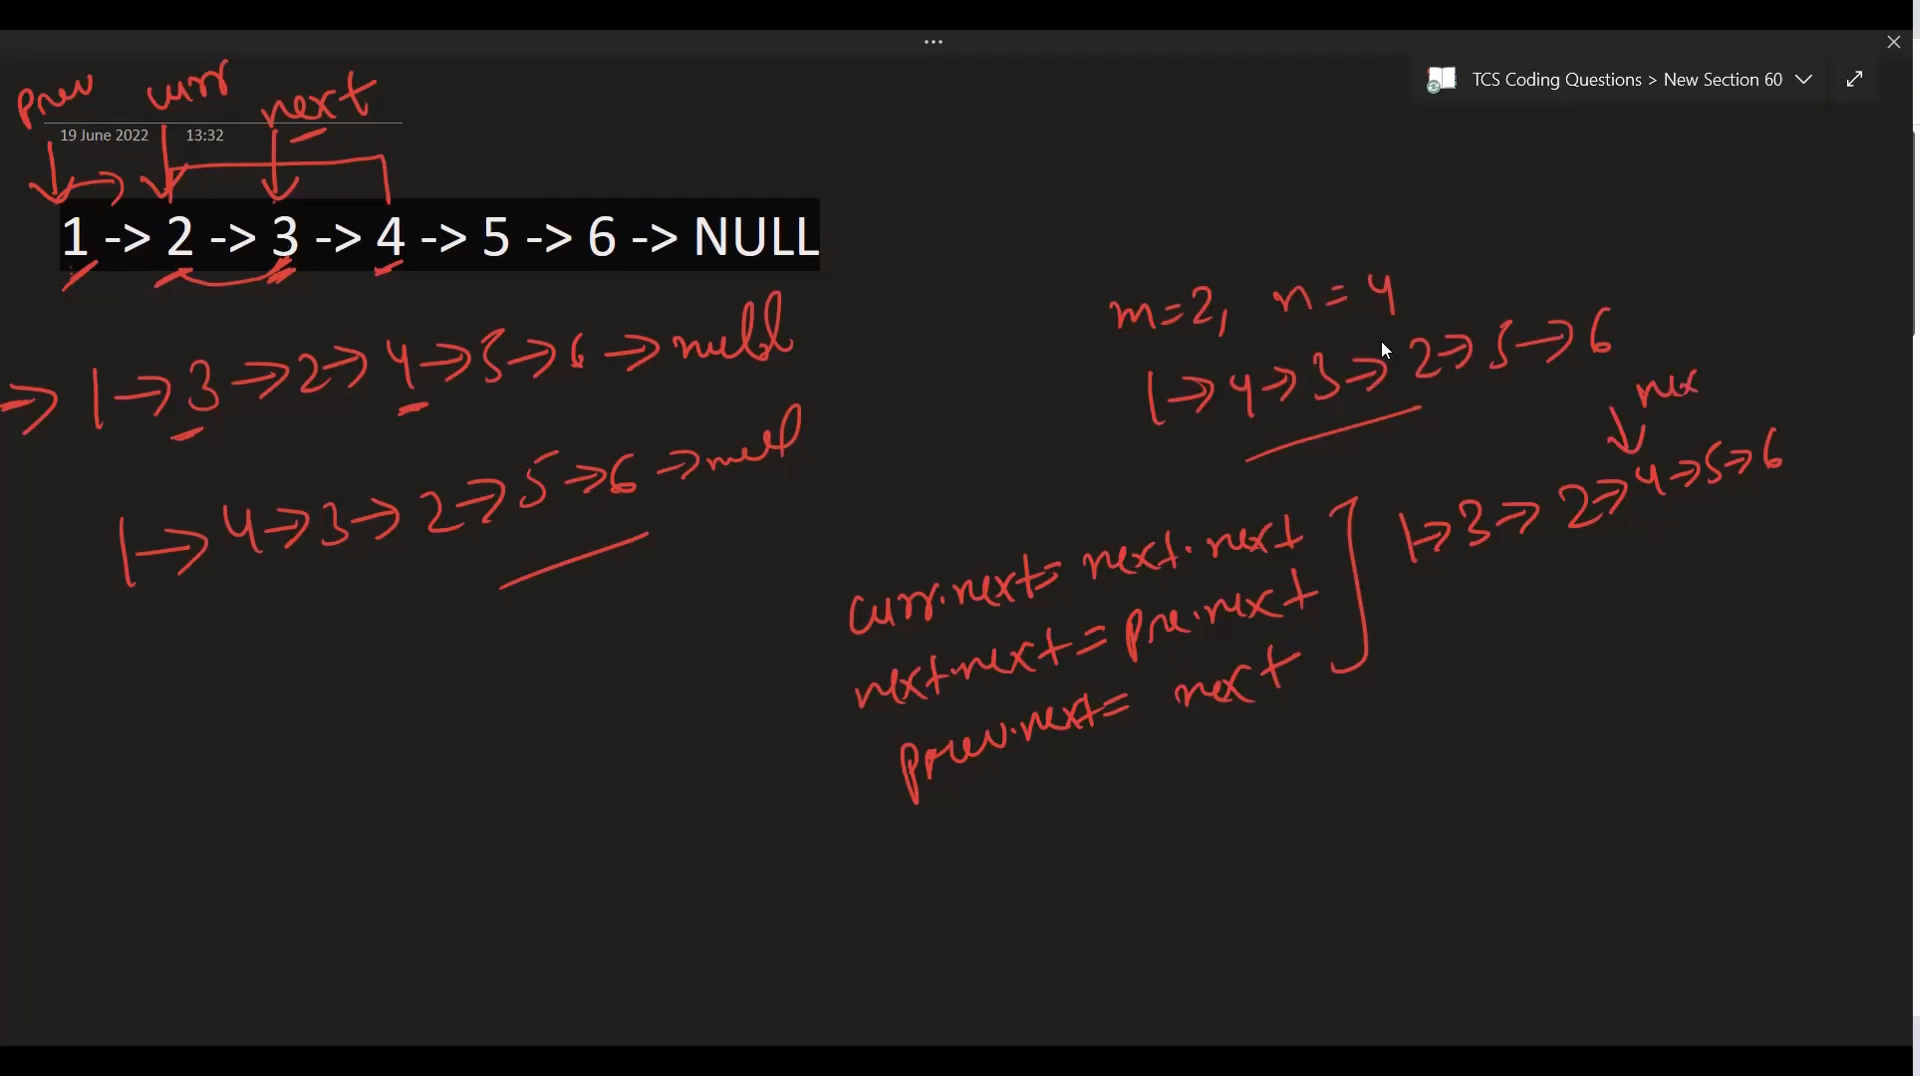 TCS Coding Questions > New Section 60
prev curr next
19 June 2022 13:32
1 -> 2 -> 3 -> 4 -> 5 -> 6 -> NULL
m=2, n=4
1->4->3->2->5->6
1->3->2->4->5->6->null
1->4->3->2->5->6->null
nex
1->3->2->4->5->6
curr.next= next.next
next.next= pre.next
prev.next= next